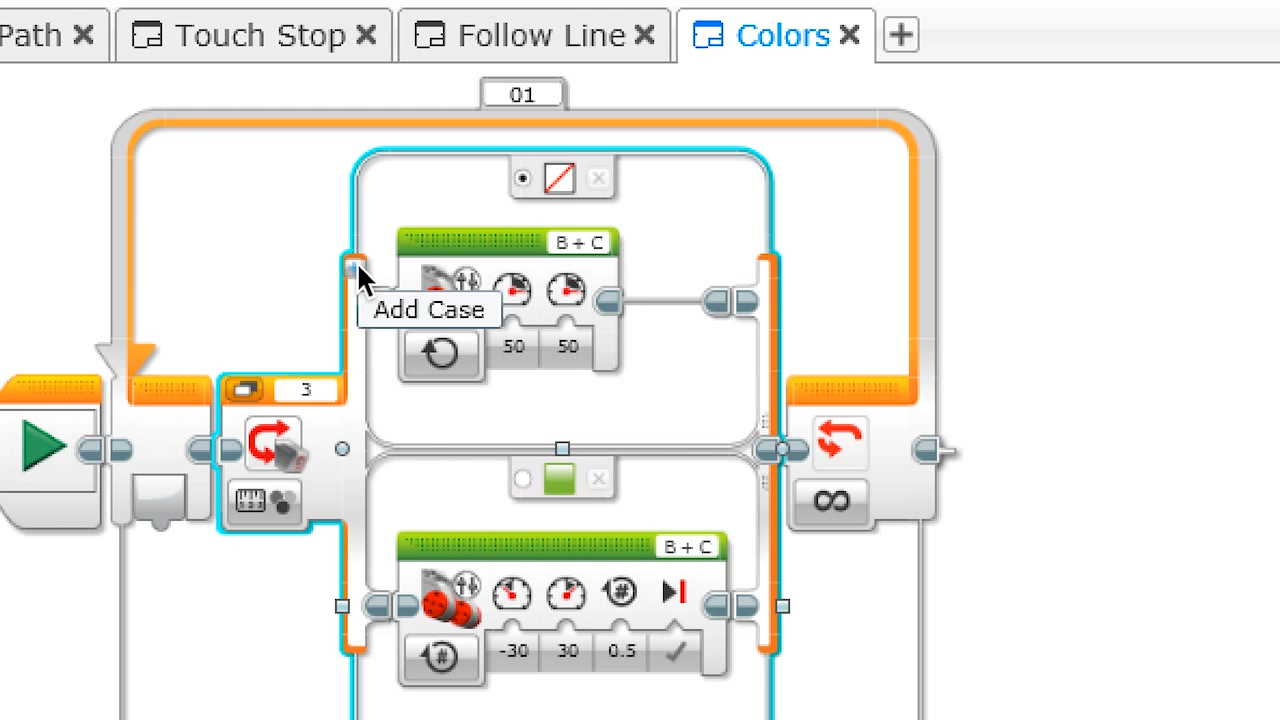 Path
Touch Stop
Follow Line
Colors
01
B + C
Add Case
50 50
3
B + C
-30 30 0.5